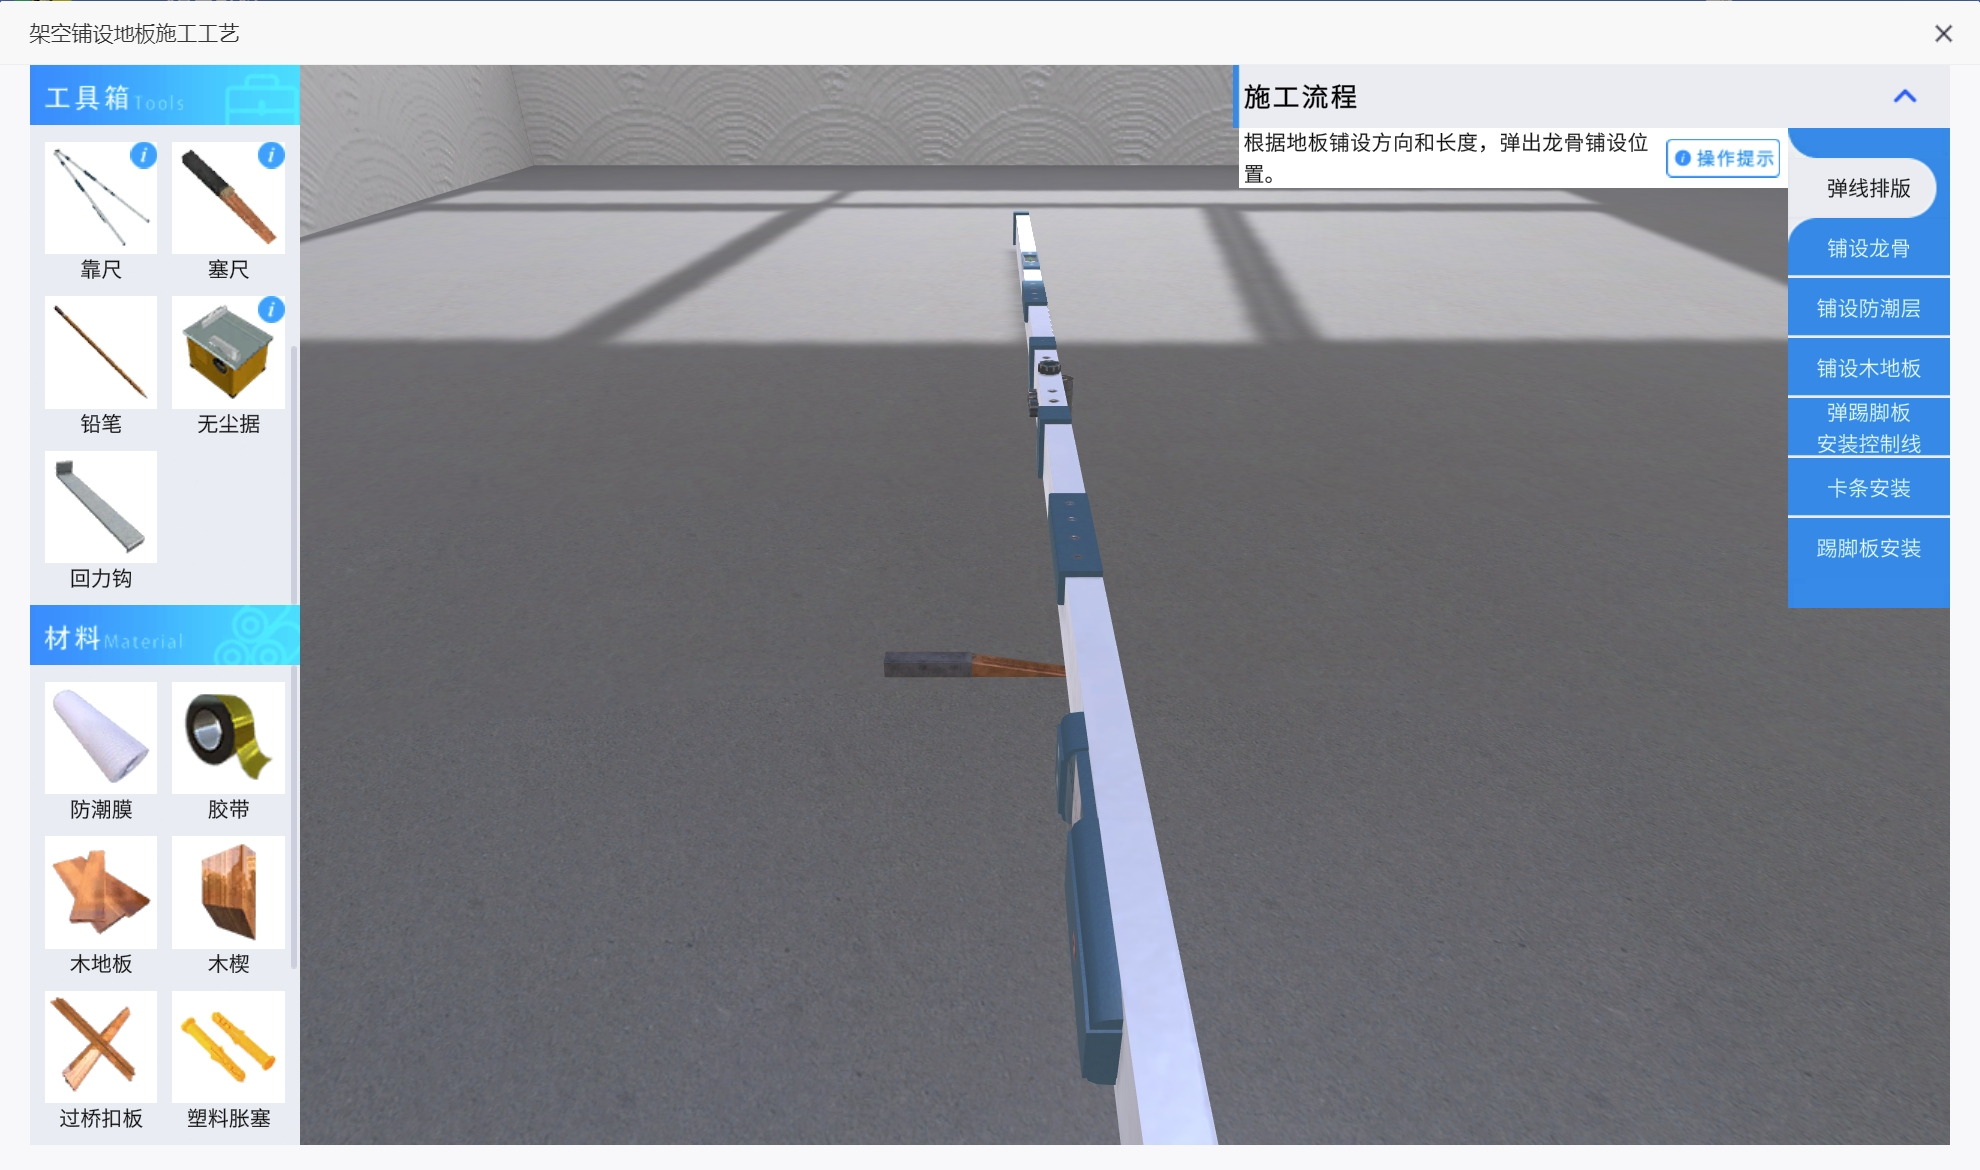 架空铺设地板施工工艺
工具箱 Tools
靠尺
塞尺
铅笔
无尘据
回力钩
材料 Material
防潮膜
胶带
木地板
木楔
过桥扣板
塑料胀塞
施工流程
根据地板铺设方向和长度，弹出龙骨铺设位
置。
操作提示
弹线排版
铺设龙骨
铺设防潮层
铺设木地板
弹踢脚板
安装控制线
卡条安装
踢脚板安装